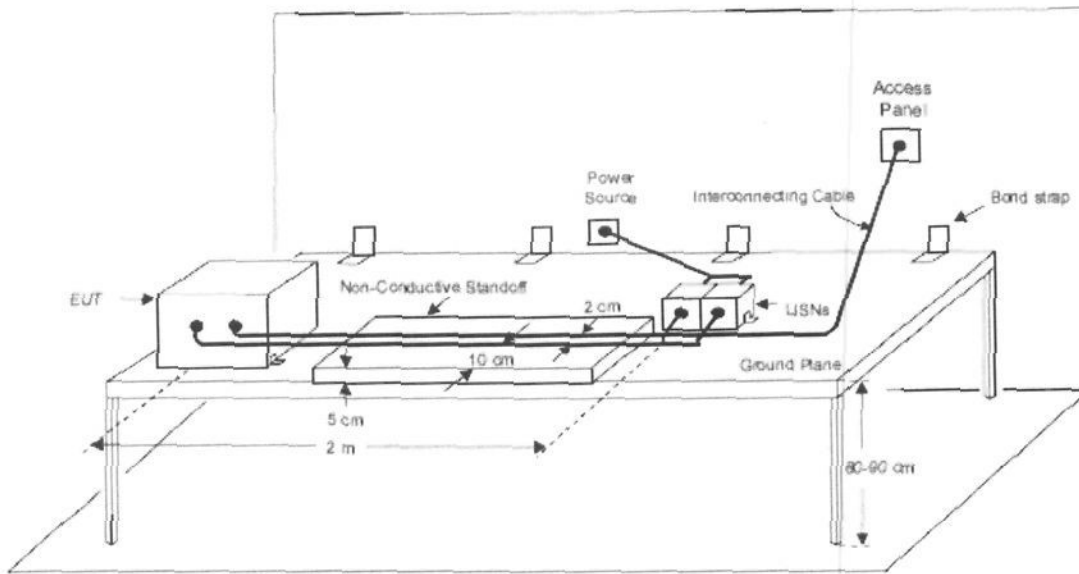 Access
Panel
Power
Source
Interconnecting Cable
Bond strap
EUT
Non-Conductive Standoff
2 cm
LISNs
10 cm
Ground Plane
5 cm
2 m
80-90 cm